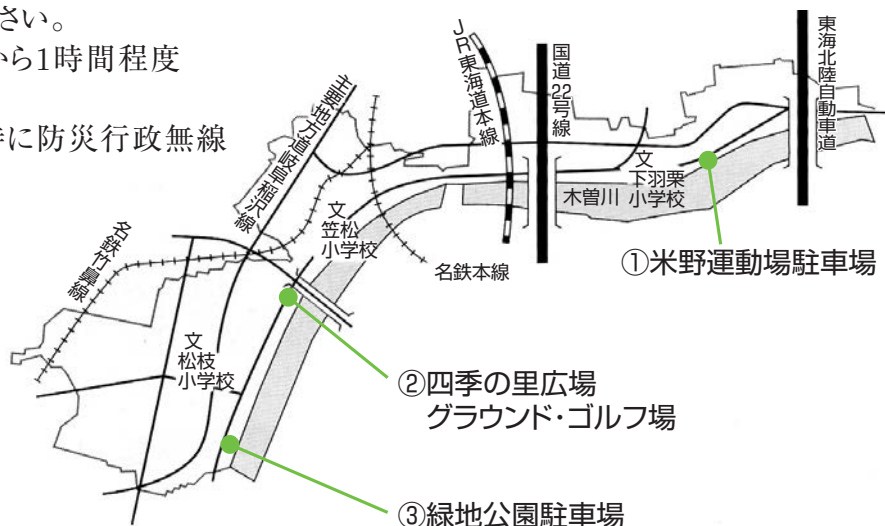 さい。
から1時間程度
に防災行政無線
主要地方道岐阜稲沢線
JR東海道本線
国道22号線
東海北陸自動車道
文
下羽栗
小学校
木曽川
文
笠松
小学校
名鉄本線
名鉄竹鼻線
文
松枝
小学校
①米野運動場駐車場
②四季の里広場
グラウンド・ゴルフ場
③緑地公園駐車場